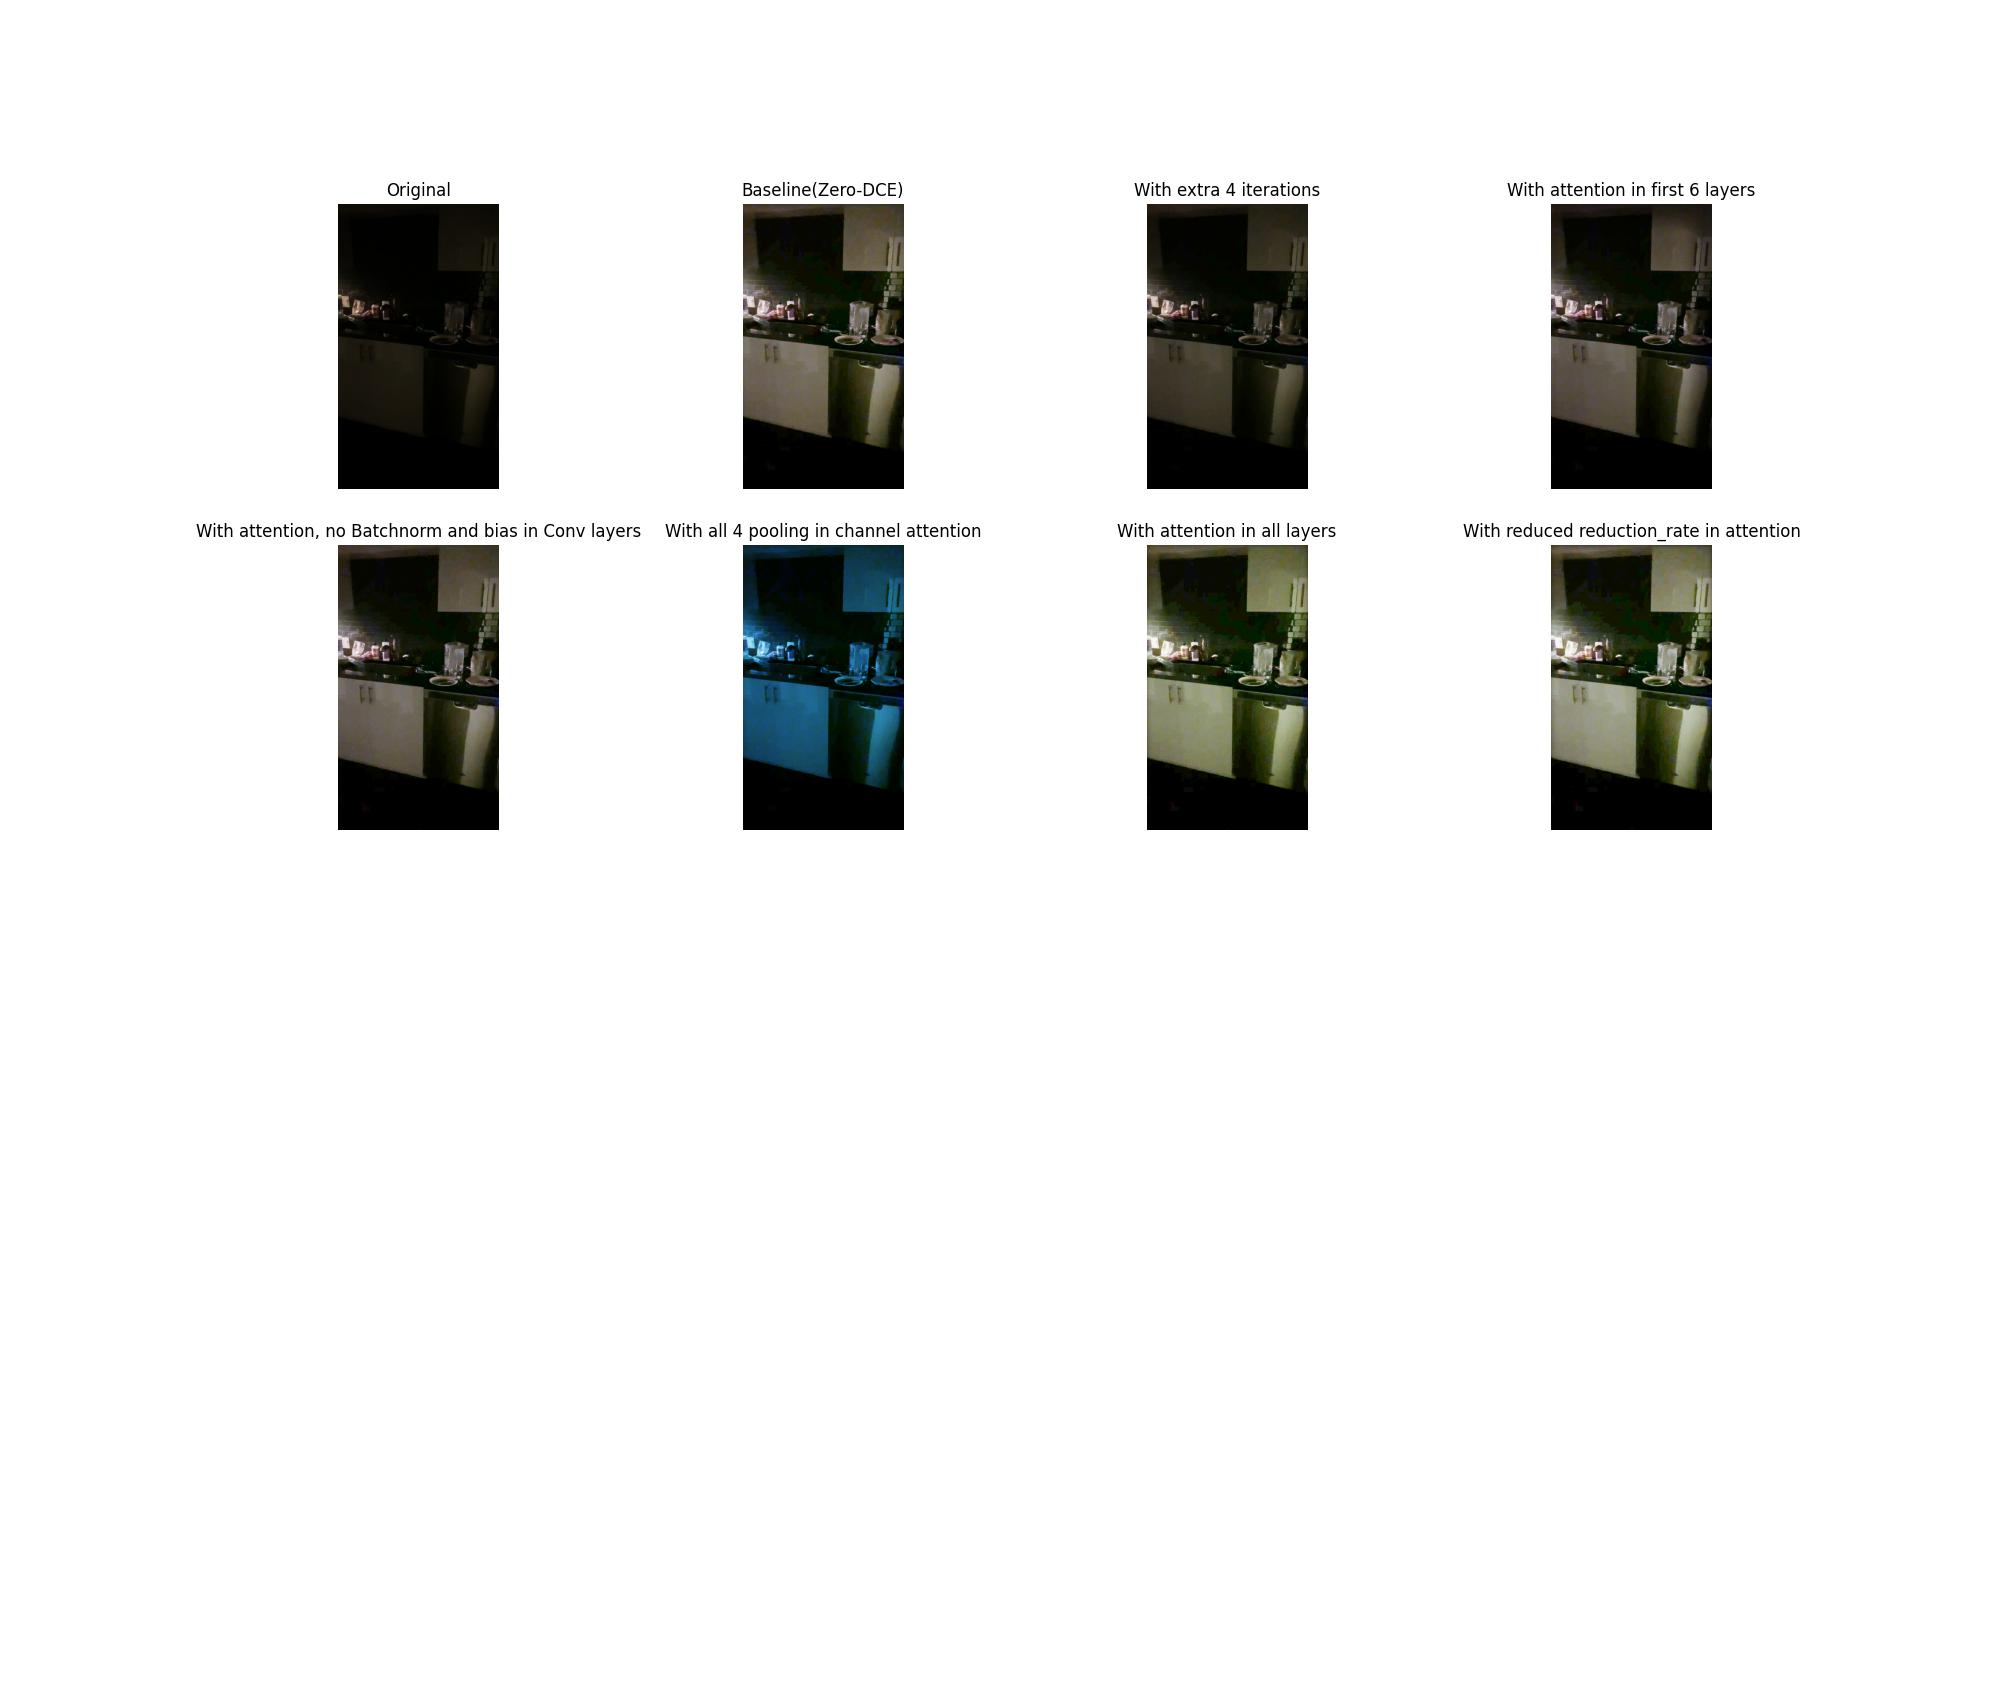 Original
Baseline(Zero-DCE)
With extra 4 iterations
With attention in first 6 layers
With attention, no Batchnorm and bias in Conv layers
With all 4 pooling in channel attention
With attention in all layers
With reduced reduction_rate in attention